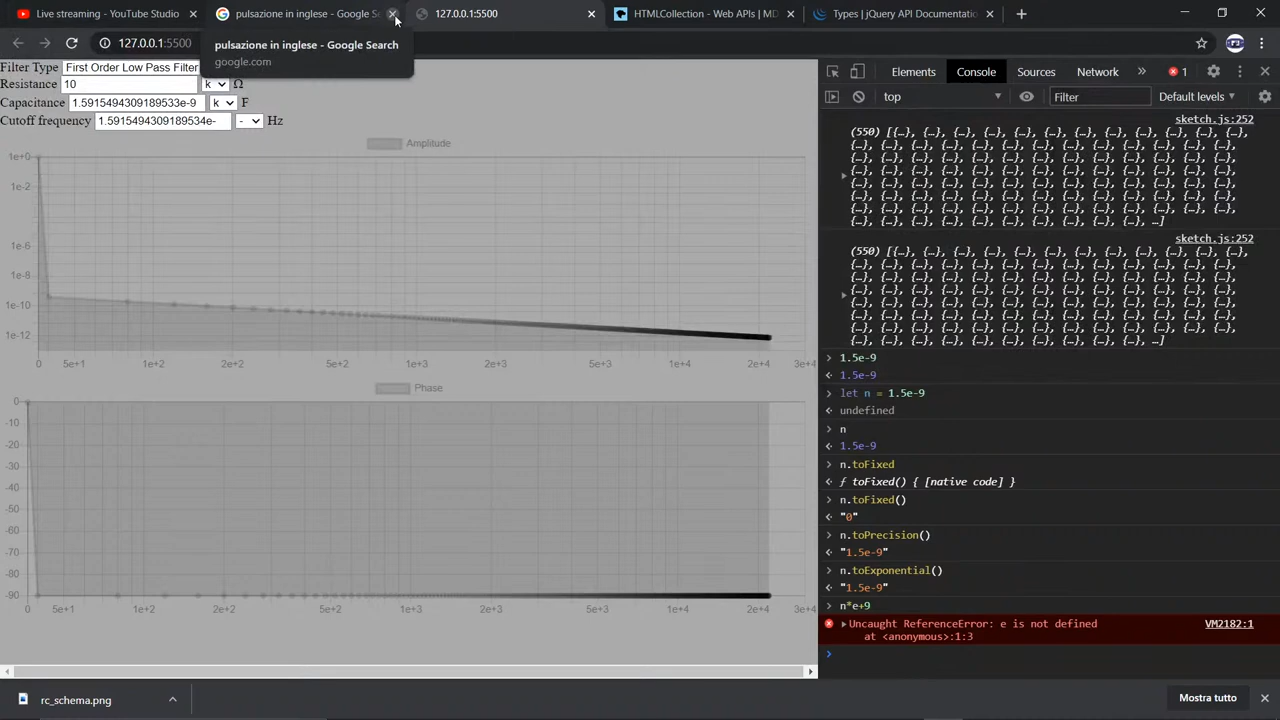 Live streaming - YouTube Studio
pulsazione in inglese - Google Se
127.0.0.1:5500
HTMLCollection - Web APIs | MD
Types | jQuery API Documentatio
127.0.0.1:5500
pulsazione in inglese - Google Search
google.com
Filter Type First Order Low Pass Filter
Resistance 10 k Ω
Capacitance 1.5915494309189533e-9 k F
Cutoff frequency 1.5915494309189534e- - Hz
Amplitude
1e+0
1e-2
1e-6
1e-8
1e-10
1e-12
0 5e+1 1e+2 2e+2 5e+2 1e+3 2e+3 5e+3 1e+4 2e+4 3e+4
Phase
0
-10
-20
-30
-40
-50
-60
-70
-80
-90
0 5e+1 1e+2 2e+2 5e+2 1e+3 2e+3 5e+3 1e+4 2e+4 3e+4
Elements Console Sources Network » 1
top Filter Default levels
sketch.js:252
(550) [{…}, {…}, {…}, {…}, {…}, {…}, {…}, {…}, {…},
{…}, {…}, {…}, {…}, {…}, {…}, {…}, {…}, {…}, {…},
{…}, {…}, {…}, {…}, {…}, {…}, {…}, {…}, {…}, {…},
{…}, {…}, {…}, {…}, {…}, {…}, {…}, {…}, {…}, {…},
{…}, {…}, {…}, {…}, {…}, {…}, {…}, {…}, {…}, {…},
{…}, {…}, {…}, {…}, {…}, {…}, {…}, {…}, {…}, {…},
{…}, {…}, {…}, {…}, {…}, {…}, {…}, {…}, {…}, {…},
{…}, {…}, {…}, {…}, {…}, {…}, {…}, {…}, {…}, {…},
{…}, {…}, {…}, {…}, {…}, {…}, {…}, {…}, …]
sketch.js:252
(550) [{…}, {…}, {…}, {…}, {…}, {…}, {…}, {…}, {…},
{…}, {…}, {…}, {…}, {…}, {…}, {…}, {…}, {…}, {…},
{…}, {…}, {…}, {…}, {…}, {…}, {…}, {…}, {…}, {…},
{…}, {…}, {…}, {…}, {…}, {…}, {…}, {…}, {…}, {…},
{…}, {…}, {…}, {…}, {…}, {…}, {…}, {…}, {…}, {…},
{…}, {…}, {…}, {…}, {…}, {…}, {…}, {…}, {…}, {…},
{…}, {…}, {…}, {…}, {…}, {…}, {…}, {…}, {…}, {…},
{…}, {…}, {…}, {…}, {…}, {…}, {…}, {…}, {…}, {…},
{…}, {…}, {…}, {…}, {…}, {…}, {…}, {…}, …]
1.5e-9
1.5e-9
let n = 1.5e-9
undefined
n
1.5e-9
n.toFixed
ƒ toFixed() { [native code] }
n.toFixed()
"0"
n.toPrecision()
"1.5e-9"
n.toExponential()
"1.5e-9"
n*e+9
Uncaught ReferenceError: e is not defined VM2182:1
at <anonymous>:1:3
rc_schema.png
Mostra tutto